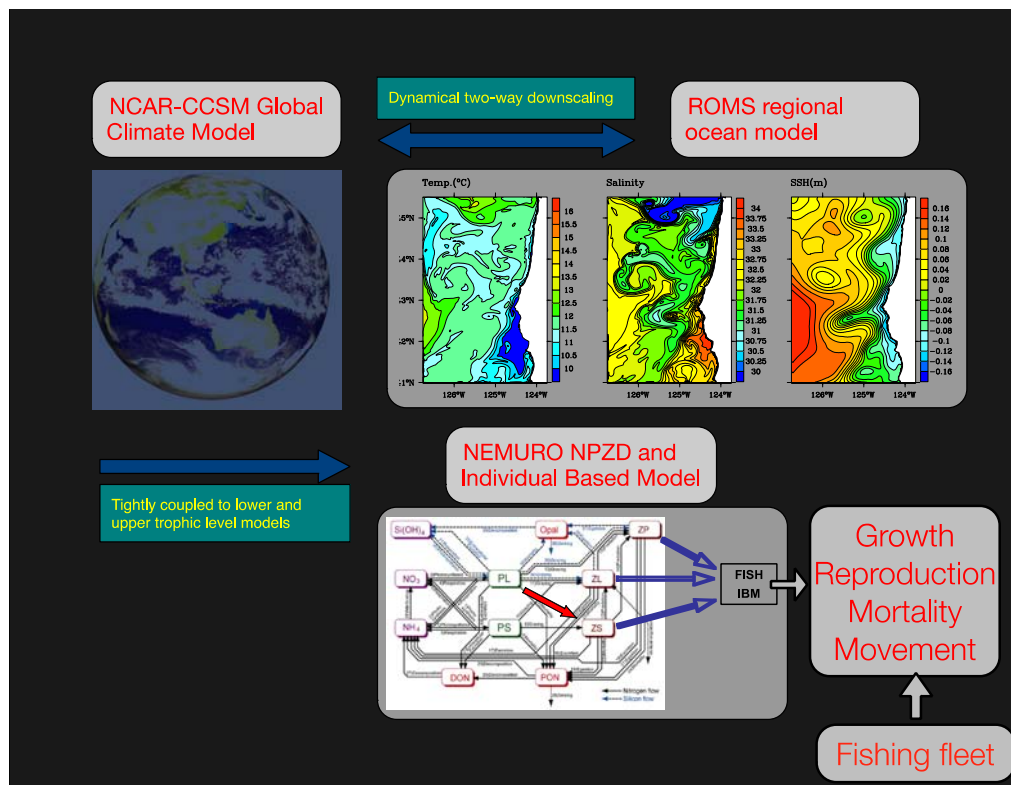 NCAR-CCSM Global
Climate Model
Dynamical two-way downscaling
ROMS regional
ocean model
Temp.(°C)
16
15.5
15
14.5
14
13.5
13
12.5
12
11.5
11
10.5
10
126°W 125°W 124°W
Salinity
34
33.75
33.5
33.25
33
32.75
32.5
32.25
32
31.75
31.5
31.25
31
30.75
30.5
30.25
30
126°W 125°W 124°W
SSH(m)
0.16
0.14
0.12
0.1
0.08
0.06
0.04
0.02
0
−0.02
−0.04
−0.06
−0.08
−0.1
−0.12
−0.14
−0.16
126°W 125°W 124°W
Tightly coupled to lower and
upper trophic level models
NEMURO NPZD and
Individual Based Model
Si(OH)4 Opal ZP
NO3 PL ZL
NH4 PS ZS
DON PON
Nitrogen flow
Silicon flow
FISH
IBM
Growth
Reproduction
Mortality
Movement
Fishing fleet